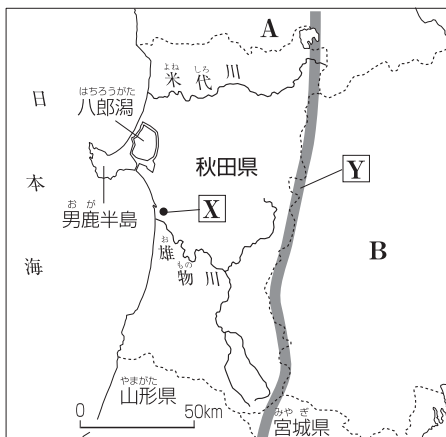 A
よね しろ
米代川
はちろうがた
八郎潟
日本海
秋田県
Y
おが
男鹿半島
X
B
お もの
雄物川
やまがた
山形県
0 50km
みやぎ
宮城県